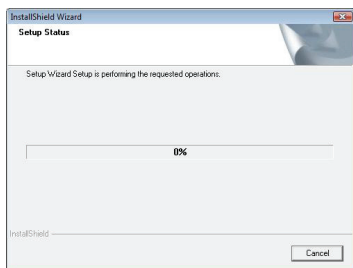 InstallShield Wizard
Setup Status
Setup Wizard Setup is performing the requested operations.
0%
InstallShield
Cancel